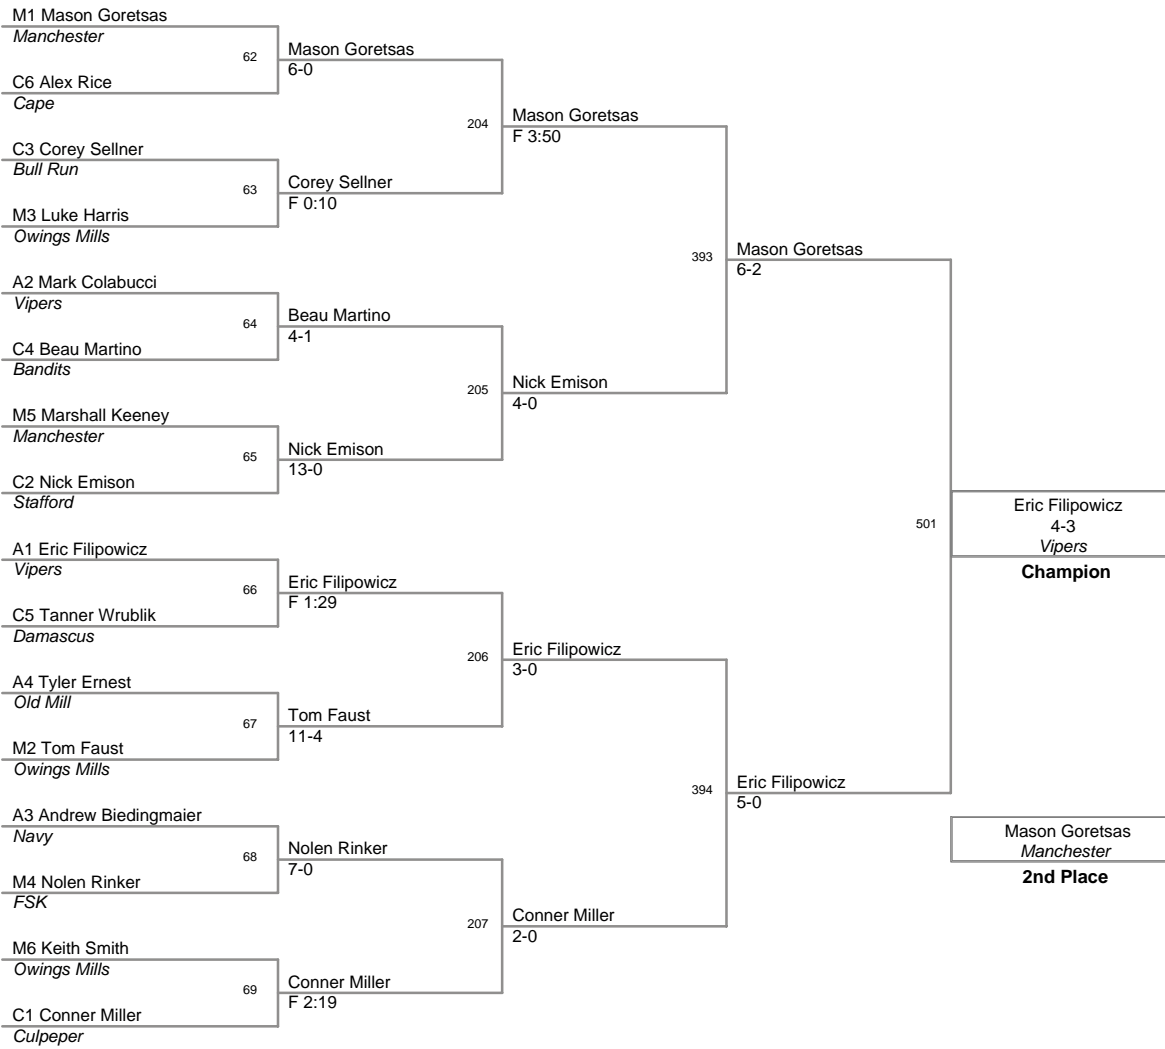 M1 Mason Goretsas
Manchester
62
Mason Goretsas
6-0
C6 Alex Rice
Cape
204
Mason Goretsas
F 3:50
C3 Corey Sellner
Bull Run
63
Corey Sellner
F 0:10
M3 Luke Harris
Owings Mills
393
Mason Goretsas
6-2
A2 Mark Colabucci
Vipers
64
Beau Martino
4-1
C4 Beau Martino
Bandits
205
Nick Emison
4-0
M5 Marshall Keeney
Manchester
65
Nick Emison
13-0
C2 Nick Emison
Stafford
501
Eric Filipowicz
4-3
Vipers
Champion
A1 Eric Filipowicz
Vipers
66
Eric Filipowicz
F 1:29
C5 Tanner Wrublik
Damascus
206
Eric Filipowicz
3-0
A4 Tyler Ernest
Old Mill
67
Tom Faust
11-4
M2 Tom Faust
Owings Mills
394
Eric Filipowicz
5-0
A3 Andrew Biedingmaier
Navy
68
Nolen Rinker
7-0
Mason Goretsas
Manchester
2nd Place
M4 Nolen Rinker
FSK
207
Conner Miller
2-0
M6 Keith Smith
Owings Mills
69
Conner Miller
F 2:19
C1 Conner Miller
Culpeper